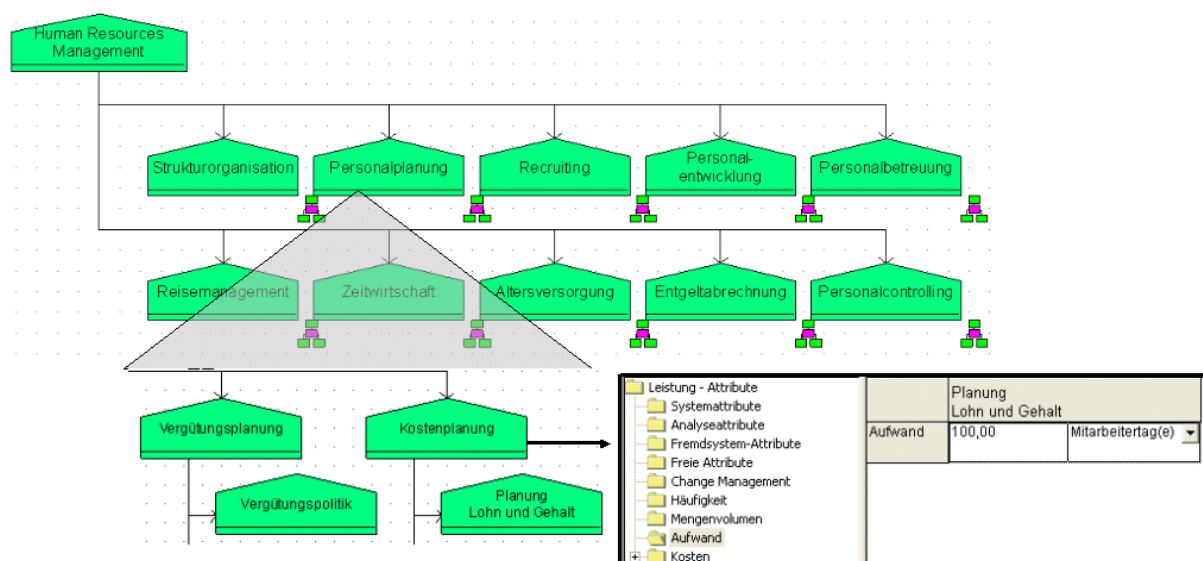 Human Resources
Management
Strukturorganisation
Personalplanung
Recruiting
Personal-
entwicklung
Personalbetreuung
Reisemanagement
Zeitwirtschaft
Altersversorgung
Entgeltabrechnung
Personalcontrolling
Vergütungsplanung
Kostenplanung
Vergütungspolitik
Planung
Lohn und Gehalt
Leistung - Attribute
Systemattribute
Analyseattribute
Fremdsystem-Attribute
Freie Attribute
Change Management
Häufigkeit
Mengenvolumen
Aufwand
Kosten
Planung
Lohn und Gehalt
Aufwand 100,00 Mitarbeitertag(e)